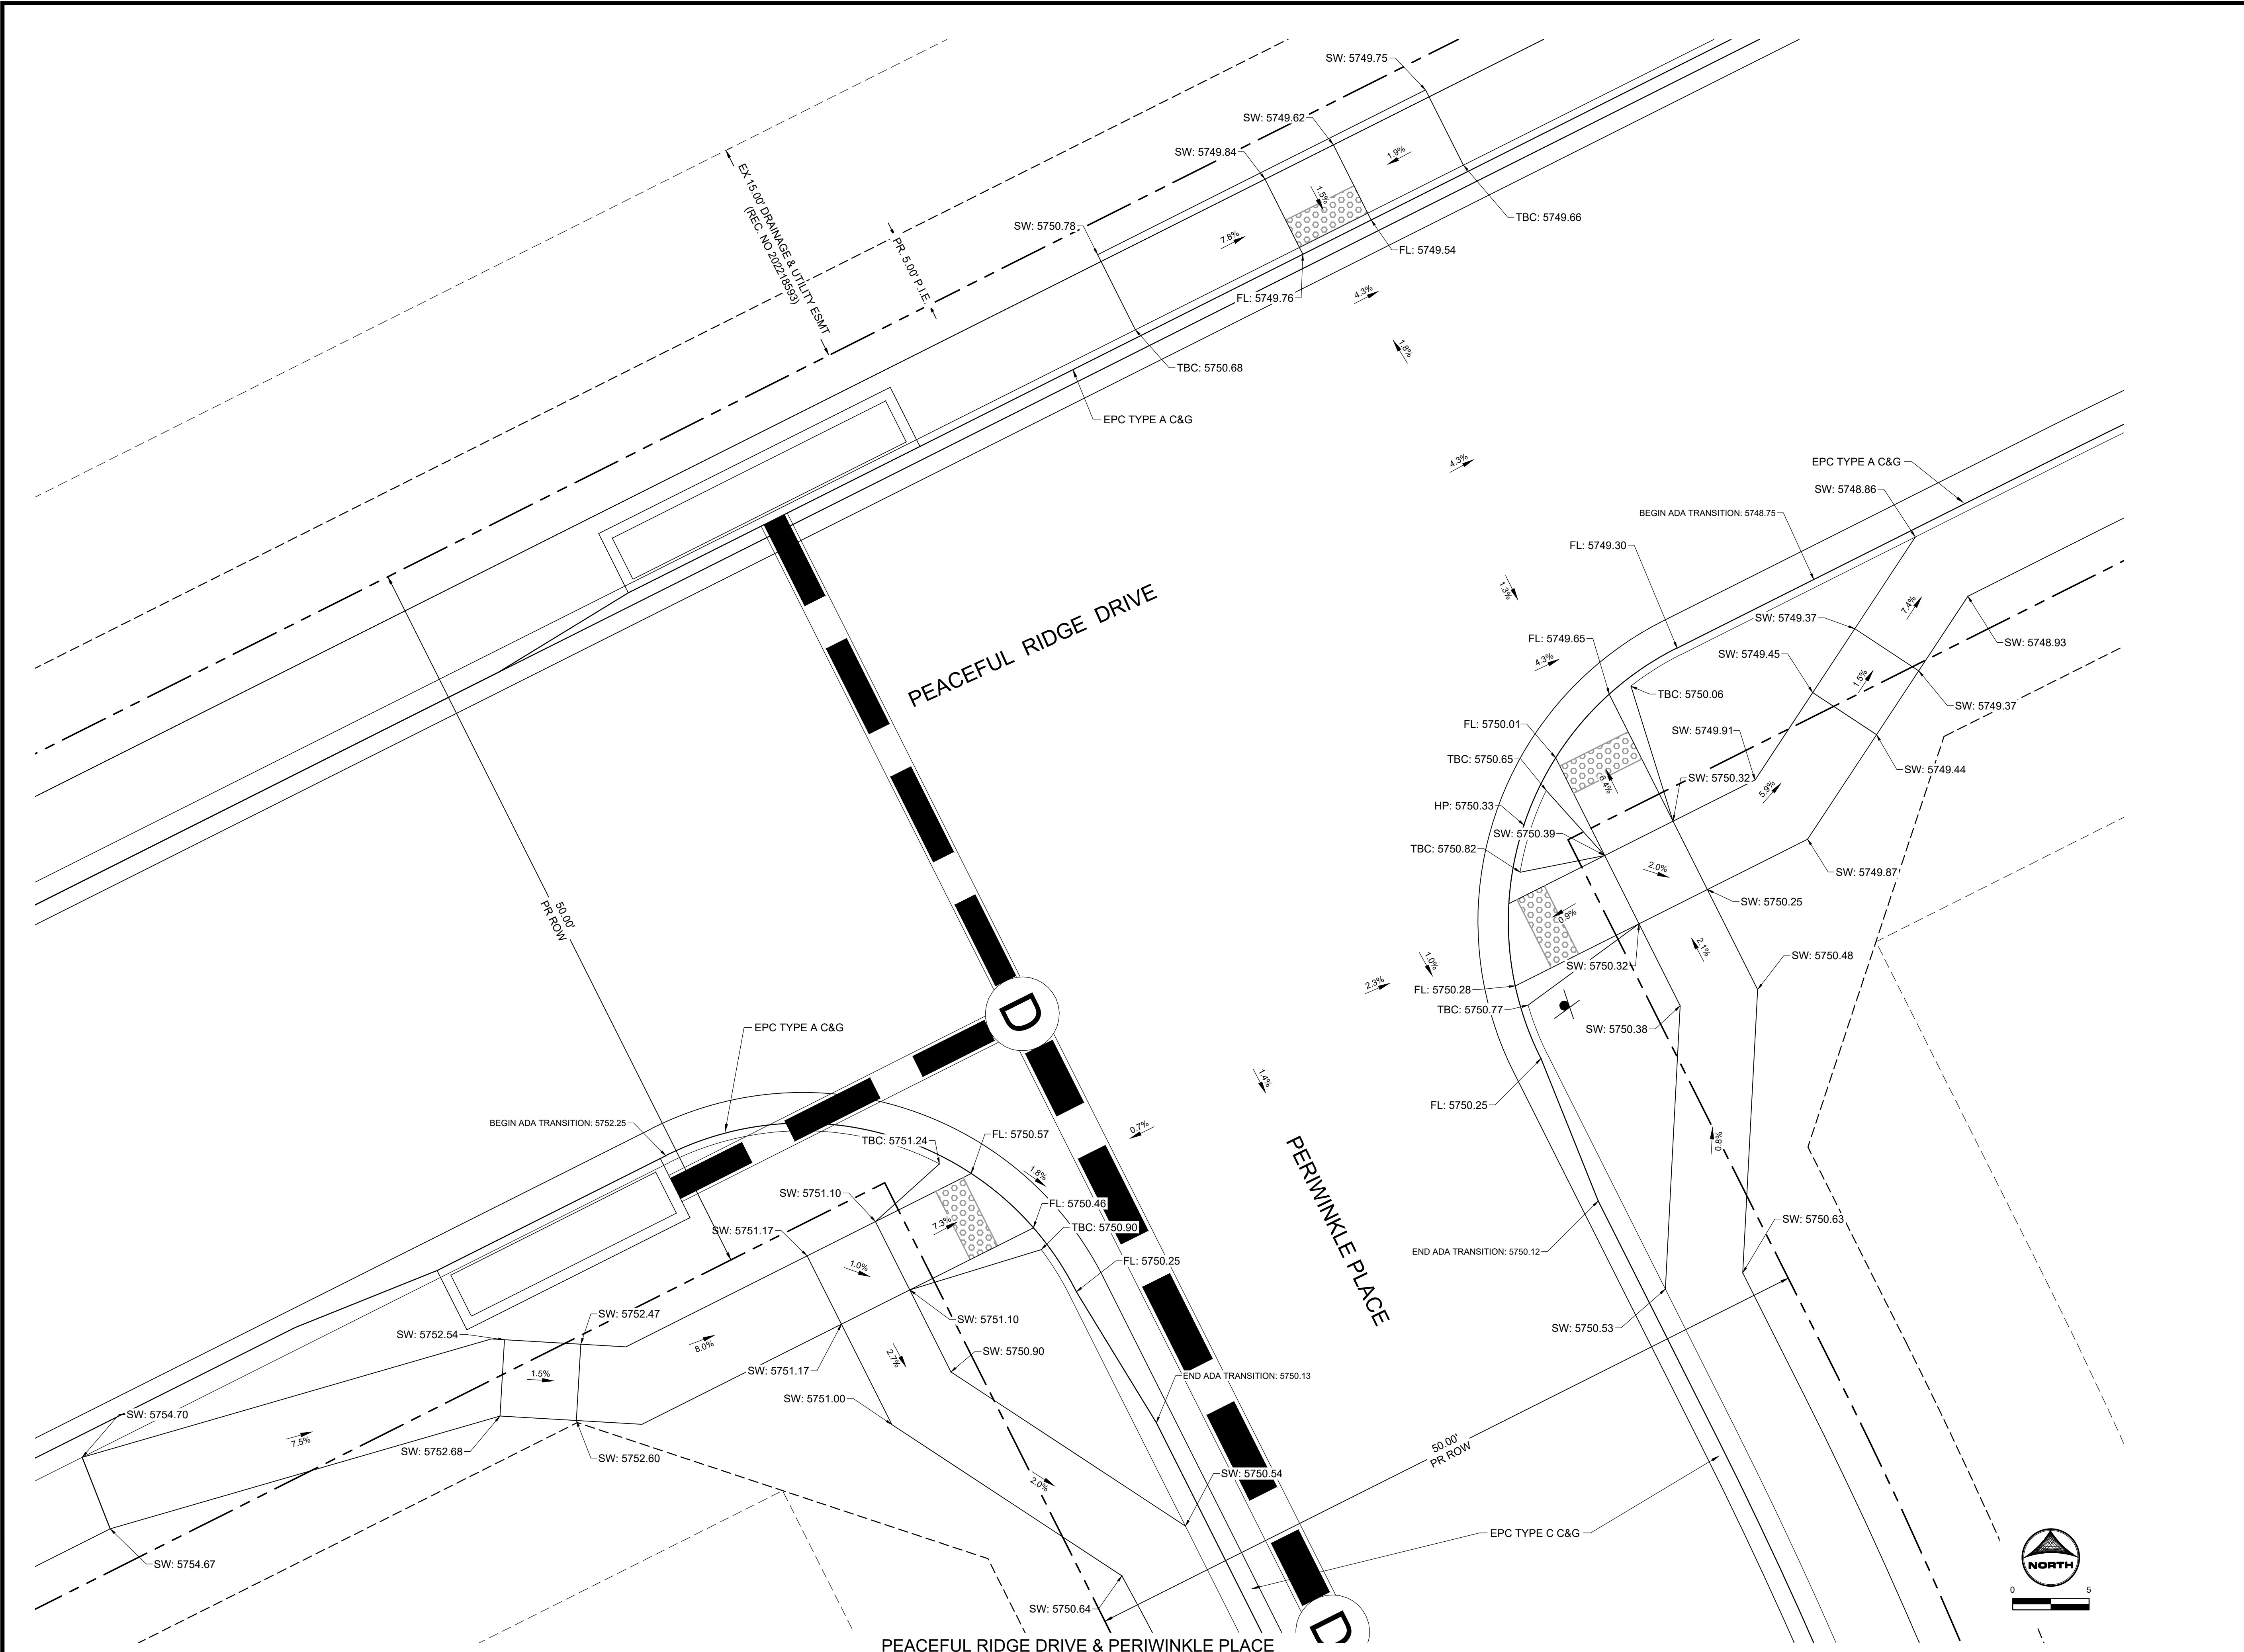 SW: 5749.75
SW: 5749.62
SW: 5749.84
1.9%
1.5%
EX 15.00' DRAINAGE & UTILITY ESMT
(REC. NO 202218593)
TBC: 5749.66
SW: 5750.78
7.8%
PR. 5.00' P.I.E.
FL: 5749.54
FL: 5749.76
4.3%
1.8%
TBC: 5750.68
EPC TYPE A C&G
4.3%
EPC TYPE A C&G
SW: 5748.86
BEGIN ADA TRANSITION: 5748.75
FL: 5749.30
1.3%
PEACEFUL RIDGE DRIVE
7.4%
SW: 5749.37
FL: 5749.65
SW: 5748.93
SW: 5749.45
4.3%
1.5%
TBC: 5750.06
SW: 5749.37
FL: 5750.01
SW: 5749.91
TBC: 5750.65
SW: 5749.44
SW: 5750.32
6.4%
5.9%
HP: 5750.33
SW: 5750.39
TBC: 5750.82
2.0%
SW: 5749.87
SW: 5750.25
50.00'
PR ROW
0.9%
SW: 5750.32
2.1%
SW: 5750.48
1.0%
2.3%
FL: 5750.28
TBC: 5750.77
D
SW: 5750.38
EPC TYPE A C&G
1.4%
FL: 5750.25
BEGIN ADA TRANSITION: 5752.25
0.7%
TBC: 5751.24
FL: 5750.57
0.8%
1.8%
PERIWINKLE PLACE
SW: 5751.10
FL: 5750.46
7.3%
TBC: 5750.90
SW: 5751.17
SW: 5750.63
END ADA TRANSITION: 5750.12
FL: 5750.25
1.0%
SW: 5752.47
SW: 5751.10
SW: 5752.54
SW: 5750.53
8.0%
2.7%
SW: 5750.90
SW: 5751.17
1.5%
END ADA TRANSITION: 5750.13
SW: 5751.00
SW: 5754.70
7.5%
SW: 5752.68
SW: 5752.60
50.00'
PR ROW
SW: 5750.54
2.0%
EPC TYPE C C&G
SW: 5754.67
NORTH
0 5
SW: 5750.64
D
PEACEFUL RIDGE DRIVE & PERIWINKLE PLACE